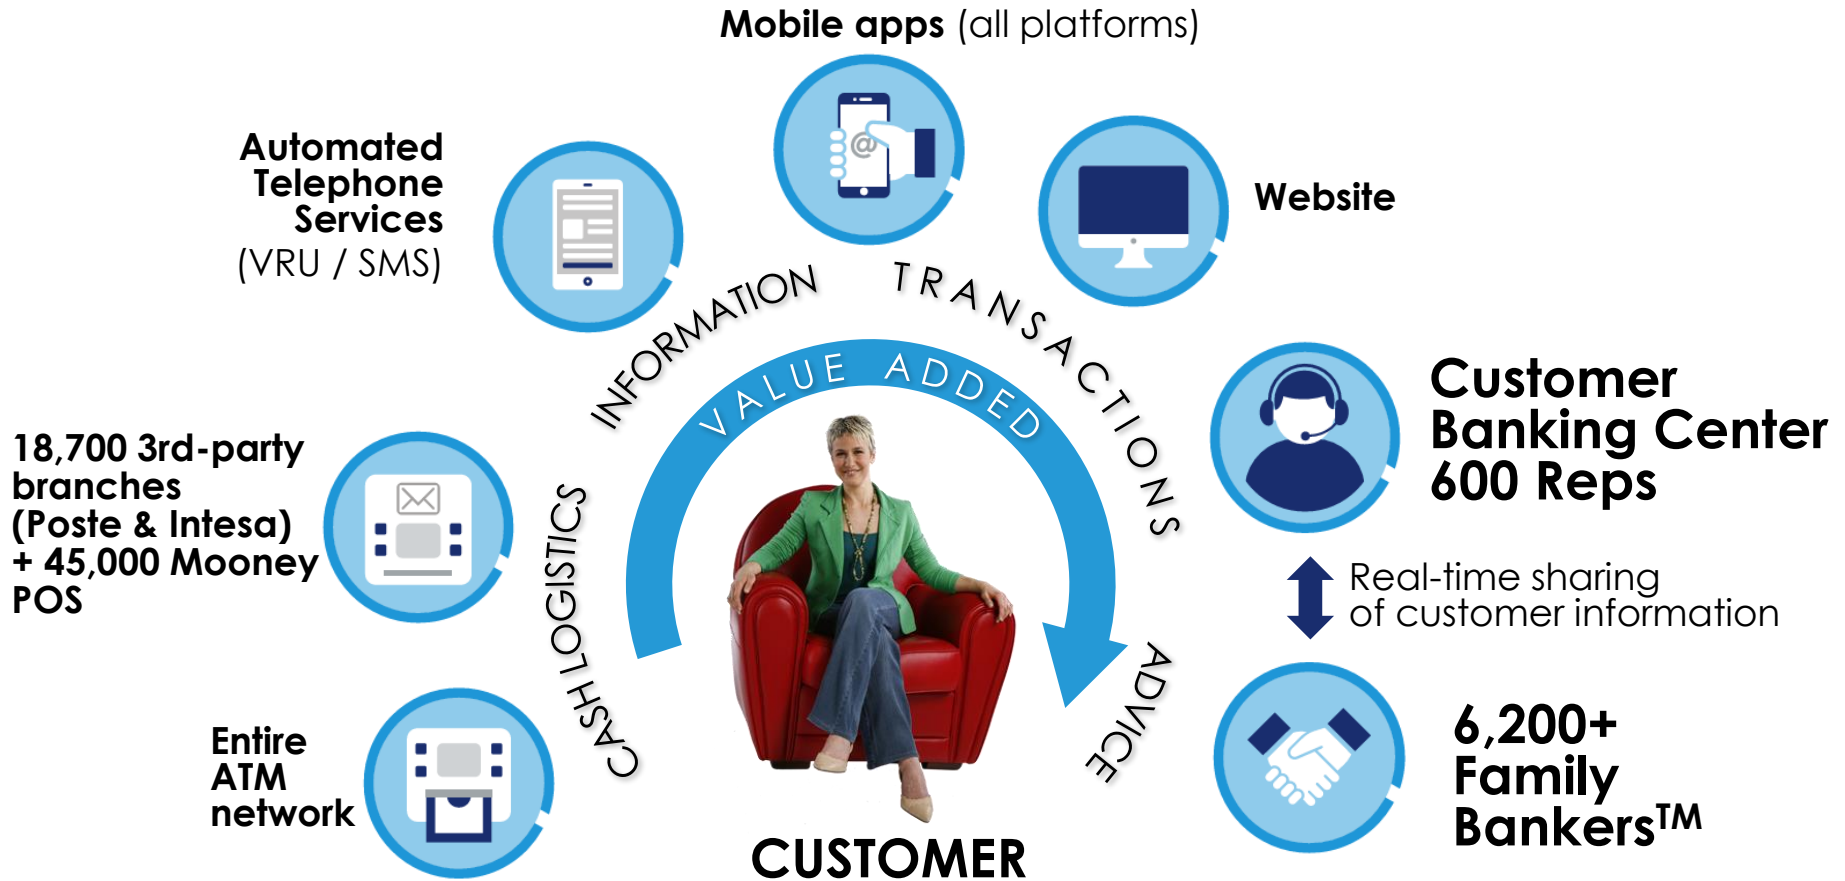 Mobile apps (all platforms)
Automated
Telephone
Services
(VRU / SMS)
Website
INFORMATION
TRANSACTIONS
VALUE ADDED
Customer
Banking Center
600 Reps
18,700 3rd-party
branches
(Poste & Intesa)
+ 45,000 Mooney
POS
CASH LOGISTICS
@
Real-time sharing
of customer information
ADVICE
Entire
ATM
network
6,200+
Family
Bankers™
CUSTOMER